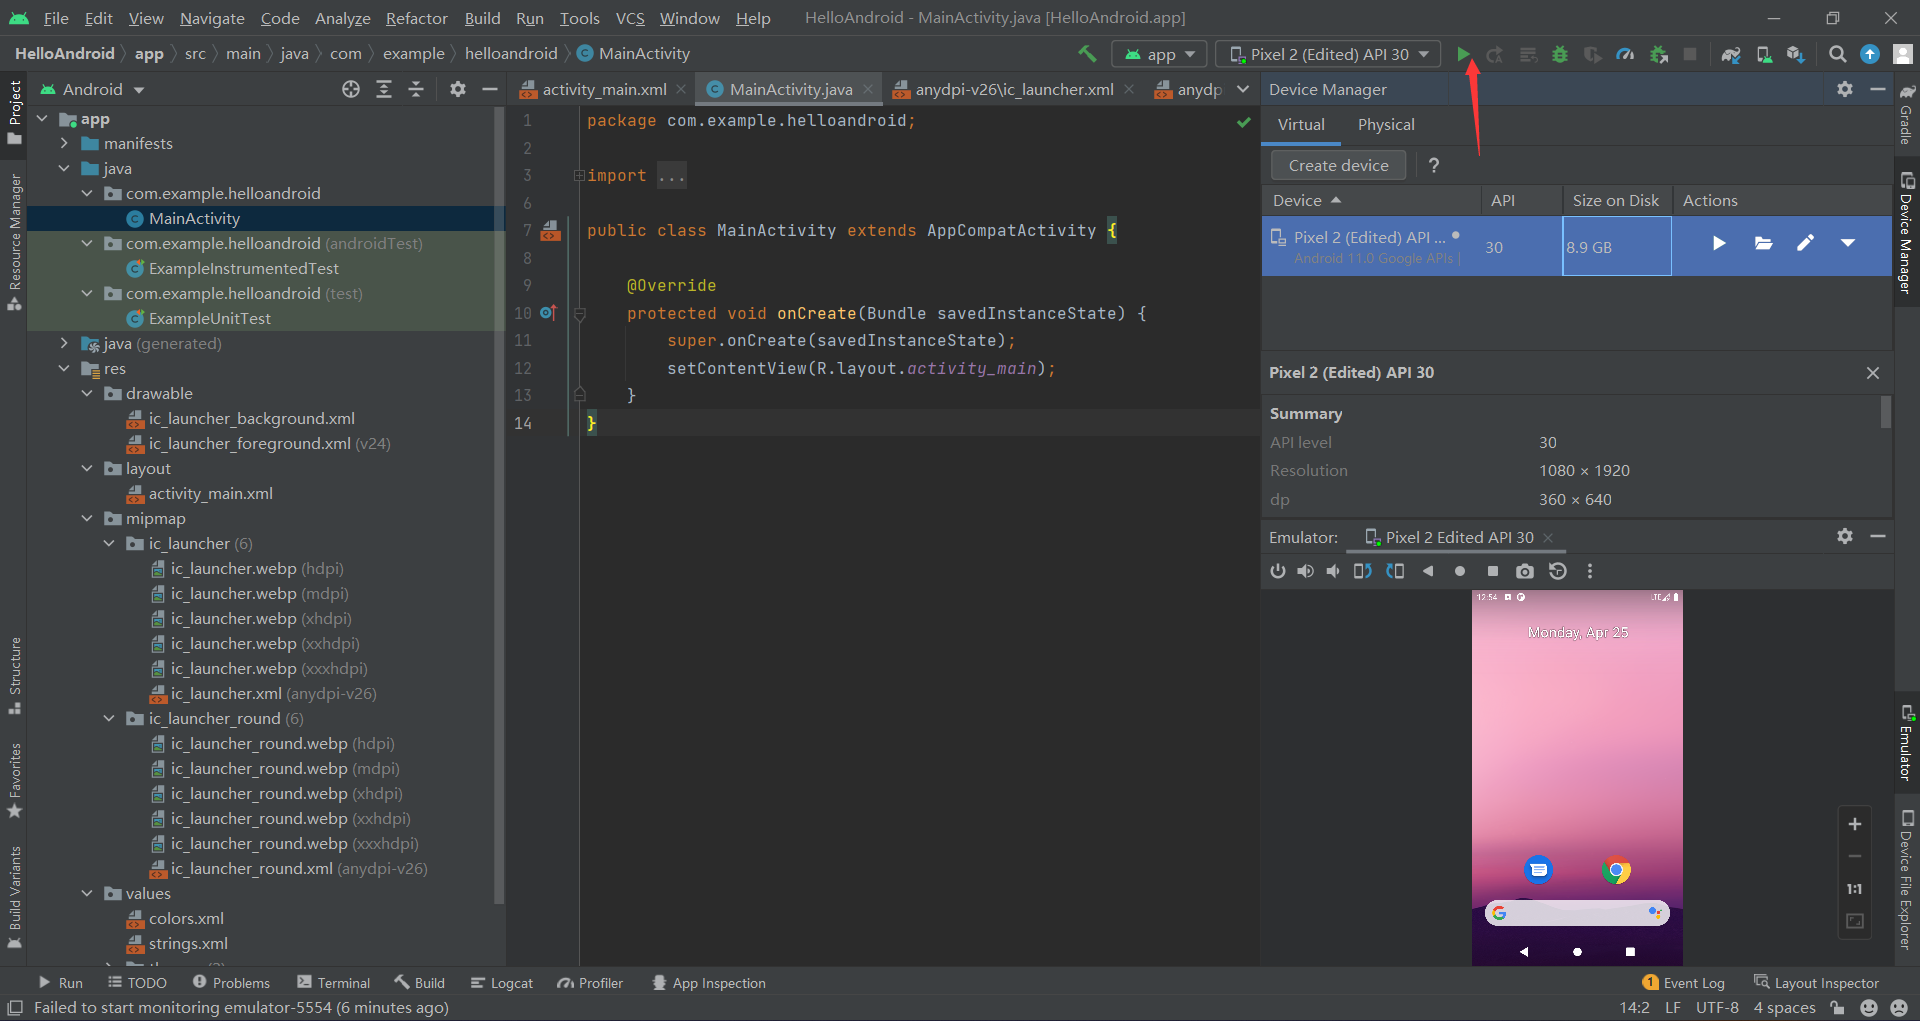 File Edit View Navigate Code Analyze Refactor Build Run Tools VCS Window Help HelloAndroid - MainActivity.java [HelloAndroid.app]
HelloAndroid app src main java com example helloandroid MainActivity app Pixel 2 (Edited) API 30
Project
Resource Manager
Structure
Favorites
Build Variants
Android
app
manifests
java
com.example.helloandroid
MainActivity
com.example.helloandroid (androidTest)
ExampleInstrumentedTest
com.example.helloandroid (test)
ExampleUnitTest
java (generated)
res
drawable
ic_launcher_background.xml
ic_launcher_foreground.xml (v24)
layout
activity_main.xml
mipmap
ic_launcher (6)
ic_launcher.webp (hdpi)
ic_launcher.webp (mdpi)
ic_launcher.webp (xhdpi)
ic_launcher.webp (xxhdpi)
ic_launcher.webp (xxxhdpi)
ic_launcher.xml (anydpi-v26)
ic_launcher_round (6)
ic_launcher_round.webp (hdpi)
ic_launcher_round.webp (mdpi)
ic_launcher_round.webp (xhdpi)
ic_launcher_round.webp (xxhdpi)
ic_launcher_round.webp (xxxhdpi)
ic_launcher_round.xml (anydpi-v26)
values
colors.xml
strings.xml
activity_main.xml MainActivity.java anydpi-v26\ic_launcher.xml anydp
1 package com.example.helloandroid;
2
3 import ...
6
7 public class MainActivity extends AppCompatActivity {
8
9 @Override
10 protected void onCreate(Bundle savedInstanceState) {
11 super.onCreate(savedInstanceState);
12 setContentView(R.layout.activity_main);
13 }
14 }
Device Manager
Virtual Physical
Create device ?
Device API Size on Disk Actions
Pixel 2 (Edited) API ... 30 8.9 GB
Android 11.0 Google APIs |
Pixel 2 (Edited) API 30
Summary
API level 30
Resolution 1080 × 1920
dp 360 × 640
Emulator: Pixel 2 Edited API 30
12:54 LTE
Monday, Apr 25
1:1
Gradle
Device Manager
Emulator
Device File Explorer
Run TODO Problems Terminal Build Logcat Profiler App Inspection 1 Event Log Layout Inspector
Failed to start monitoring emulator-5554 (6 minutes ago) 14:2 LF UTF-8 4 spaces